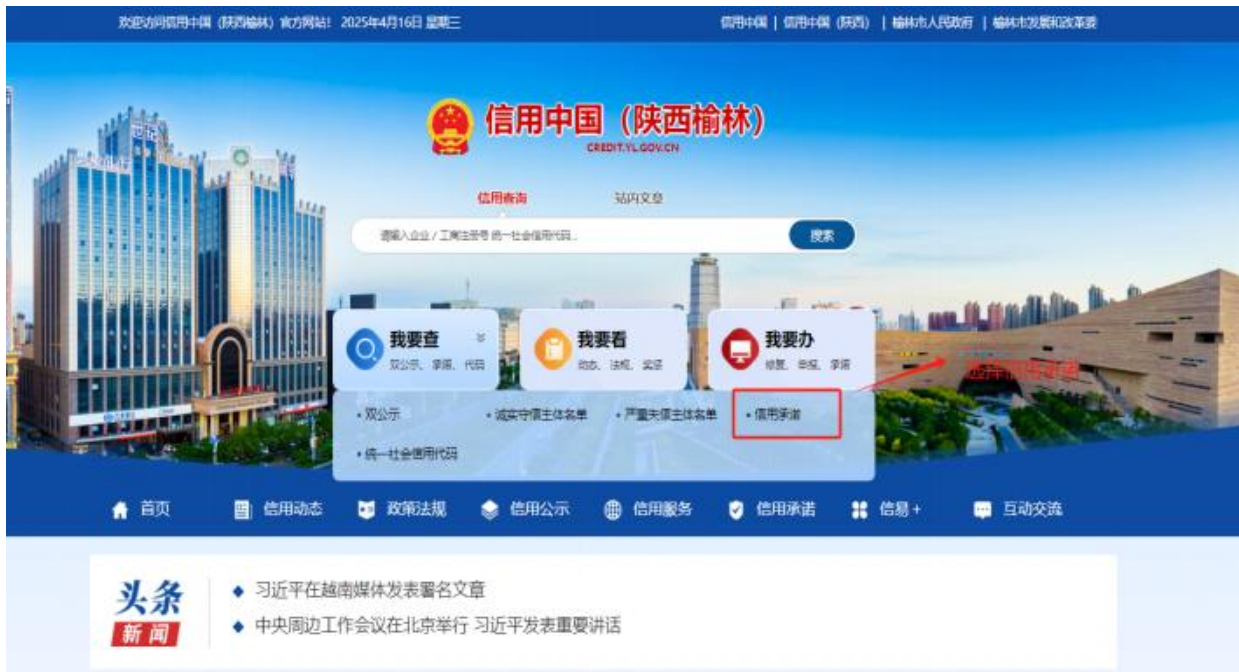 欢迎访问信用中国（陕西榆林）官方网站！ 2025年4月16日 星期三
信用中国 | 信用中国（陕西） | 榆林市人民政府 | 榆林市发展和改革委
信用中国（陕西榆林）
CREDIT.YL.GOV.CN
信用查询 站内文章
请输入企业 / 工商注册号 统一社会信用代码... 搜索
我要查 我要看 我要办
双公示、承诺、代码 动态、法规、奖惩 修复、举报、承诺
选择信用承诺
• 双公示 • 诚实守信主体名单 • 严重失信主体名单 • 信用承诺
• 统一社会信用代码
首页 信用动态 政策法规 信用公示 信用服务 信用承诺 信易+ 互动交流
头条
新闻
◆ 习近平在越南媒体发表署名文章
◆ 中央周边工作会议在北京举行 习近平发表重要讲话